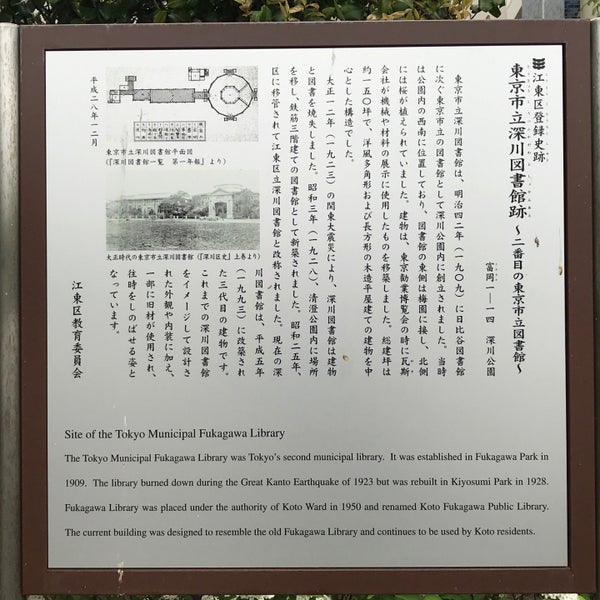 江東区登録史跡
東京市立深川図書館跡 ～二番目の東京市立図書館～
富岡一―一四 深川公園
東京市立深川図書館は、明治四二年（一九〇九）に日比谷図書館
に次ぐ東京市立の図書館として深川公園内に創立されました。当時
は公園内の西南に位置しており、図書館の東側は梅園に接し、北側
には桜が植えられていました。建物は、東京勧業博覧会の時に瓦斯
会社が機械や材料の展示に使用したものを移築しました。総建坪は
約一五〇坪で、洋風多角形および長方形の木造平屋建ての建物を中
心とした構造でした。
大正一二年（一九二三）の関東大震災により、深川図書館は建物
と図書を焼失しました。昭和三年（一九二八）、清澄公園内に場所
を移し、鉄筋三階建ての図書館として新築されました。昭和二五年、
区に移管されて江東区立深川図書館と改称されました。現在の深
川図書館は、平成五年
（一九九三）に改築され
た三代目の建物です。
これまでの深川図書館
をイメージして設計さ
れた外観や内装に加え、
一部に旧材が使用され、
往時をしのばせる姿と
なっています。
江東区教育委員会
東京市立深川図書館平面図
（『深川図書館一覧 第一年報』より）
大正時代の東京市立深川図書館（『深川区史』上巻より）
平成二八年一二月
Site of the Tokyo Municipal Fukagawa Library
The Tokyo Municipal Fukagawa Library was Tokyo's second municipal library. It was established in Fukagawa Park in
1909. The library burned down during the Great Kanto Earthquake of 1923 but was rebuilt in Kiyosumi Park in 1928.
Fukagawa Library was placed under the authority of Koto Ward in 1950 and renamed Koto Fukagawa Public Library.
The current building was designed to resemble the old Fukagawa Library and continues to be used by Koto residents.